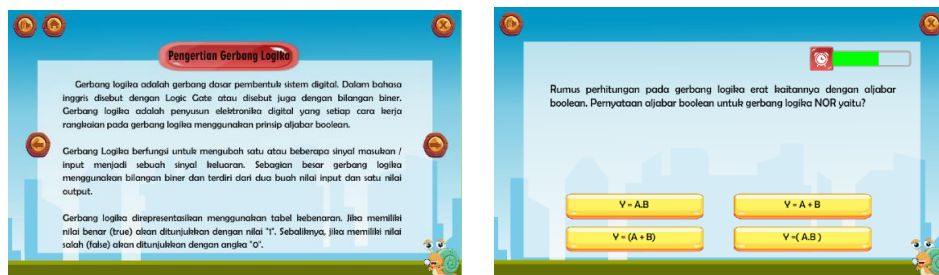 Pengertian Gerbang Logika
Gerbang logika adalah gerbang dasar pembentuk sistem digital. Dalam bahasa
inggris disebut dengan Logic Gate atau disebut juga dengan bilangan biner.
Gerbang logika adalah penyusun elektronika digital yang setiap cara kerja
rangkaian pada gerbang logika menggunakan prinsip aljabar boolean.
Gerbang Logika berfungsi untuk mengubah satu atau beberapa sinyal masukan /
input menjadi sebuah sinyal keluaran. Sebagian besar gerbang logika
menggunakan bilangan biner dan terdiri dari dua buah nilai input dan satu nilai
output.
Gerbang logika direpresentasikan menggunakan tabel kebenaran. Jika memiliki
nilai benar (true) akan ditunjukkan dengan nilai "1". Sebaliknya, jika memiliki nilai
salah (false) akan ditunjukkan dengan angka "0".
Rumus perhitungan pada gerbang logika erat kaitannya dengan aljabar
boolean. Pernyataan aljabar boolean untuk gerbang logika NOR yaitu?
Y = A.B
Y = A + B
Y = (A + B)
Y =( A.B )